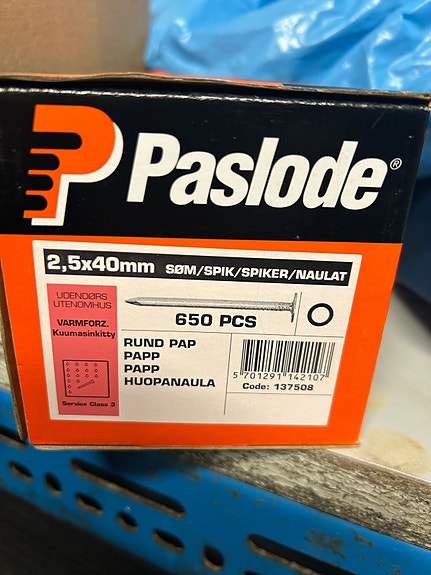 Paslode®
2,5x40mm SØM/SPIK/SPIKER/NAULAT
UDENDØRS
UTENOMHUS
VARMFORZ.
Kuumasinkitty
Service Class 3
650 PCS
RUND PAP
PAPP
PAPP
HUOPANAULA
5 701291 142107
Code: 137508